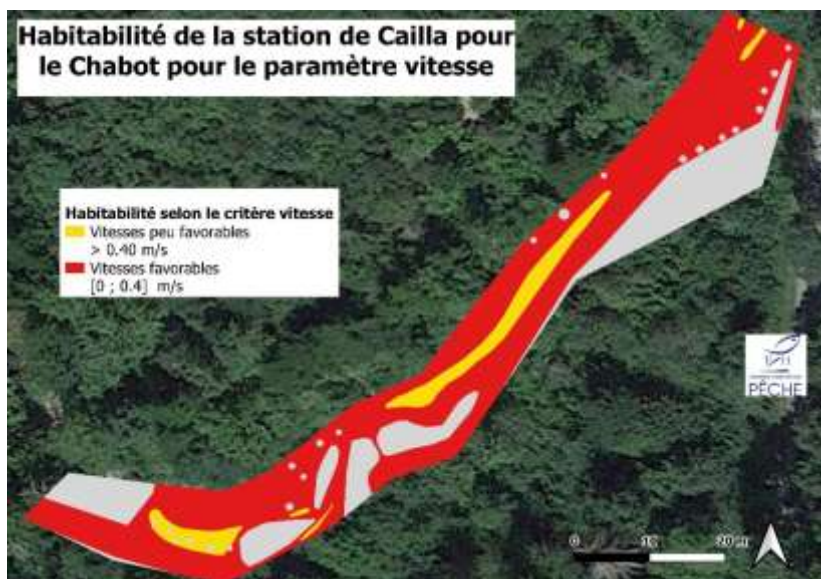 Habitabilité de la station de Cailla pour
le Chabot pour le paramètre vitesse
Habitabilité selon le critère vitesse
Vitesses peu favorables
> 0.40 m/s
Vitesses favorables
[0 ; 0.4] m/s
PÊCHE
0 10 20 m